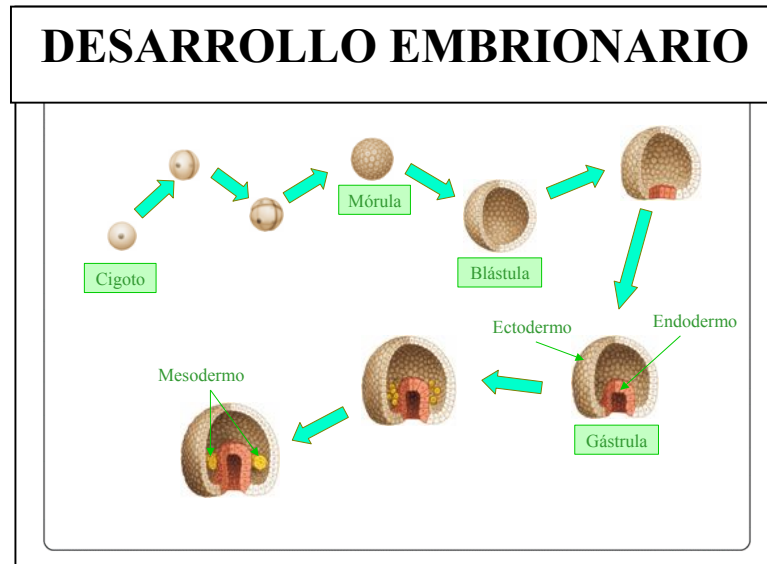 DESARROLLO EMBRIONARIO
Mórula
Cigoto
Blástula
Ectodermo
Endodermo
Mesodermo
Gástrula